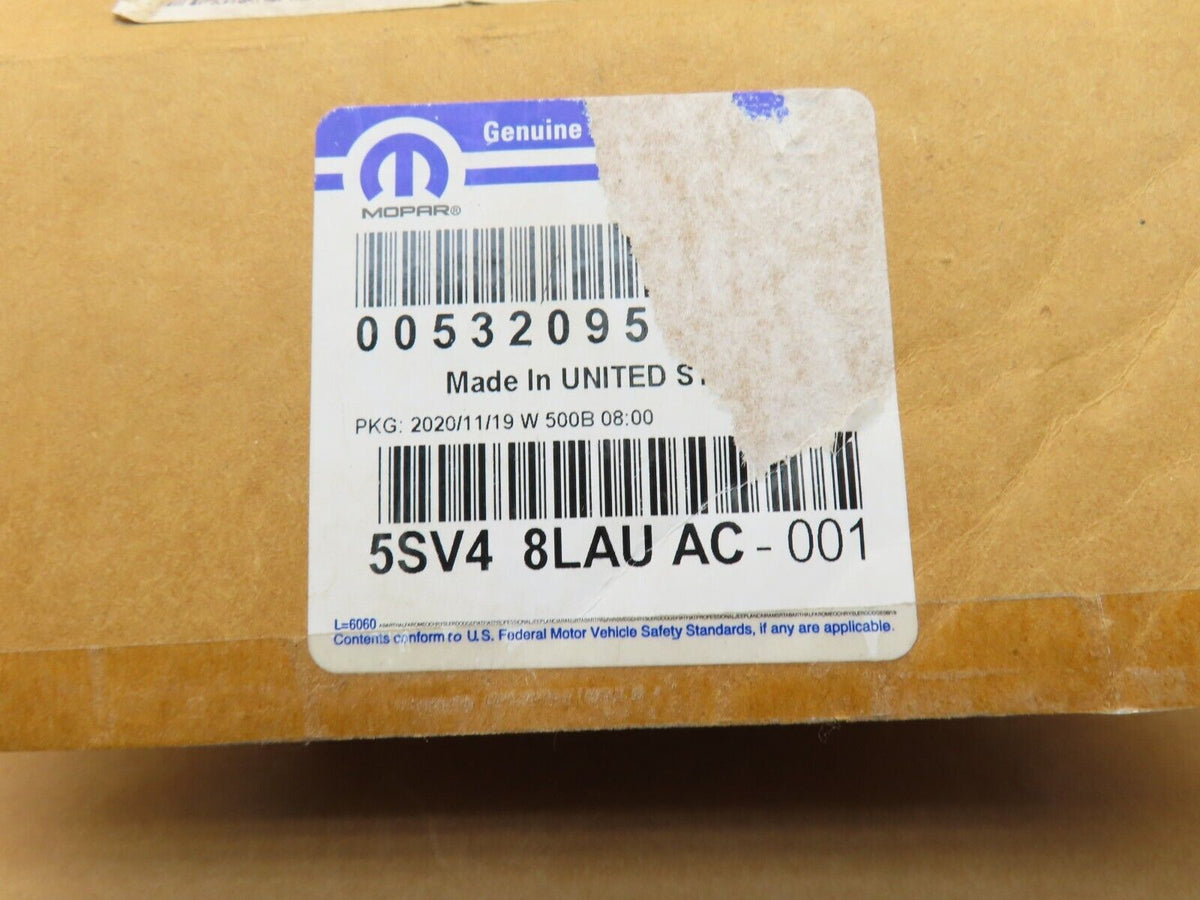 Genuine
MOPAR®
00532095
Made In UNITED
PKG: 2020/11/19 W 500B 08:00
5SV4 8LAU AC - 001
L=6060
Contents conform to U.S. Federal Motor Vehicle Safety Standards, if any are applicable.